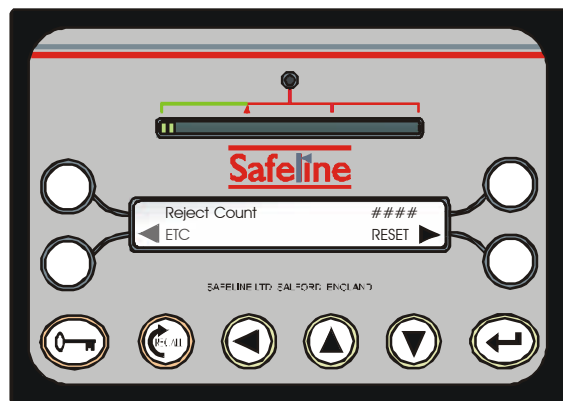 Safeline
Reject Count ####
ETC RESET
SAFELINE LTD. SALFORD, ENGLAND
RECALL